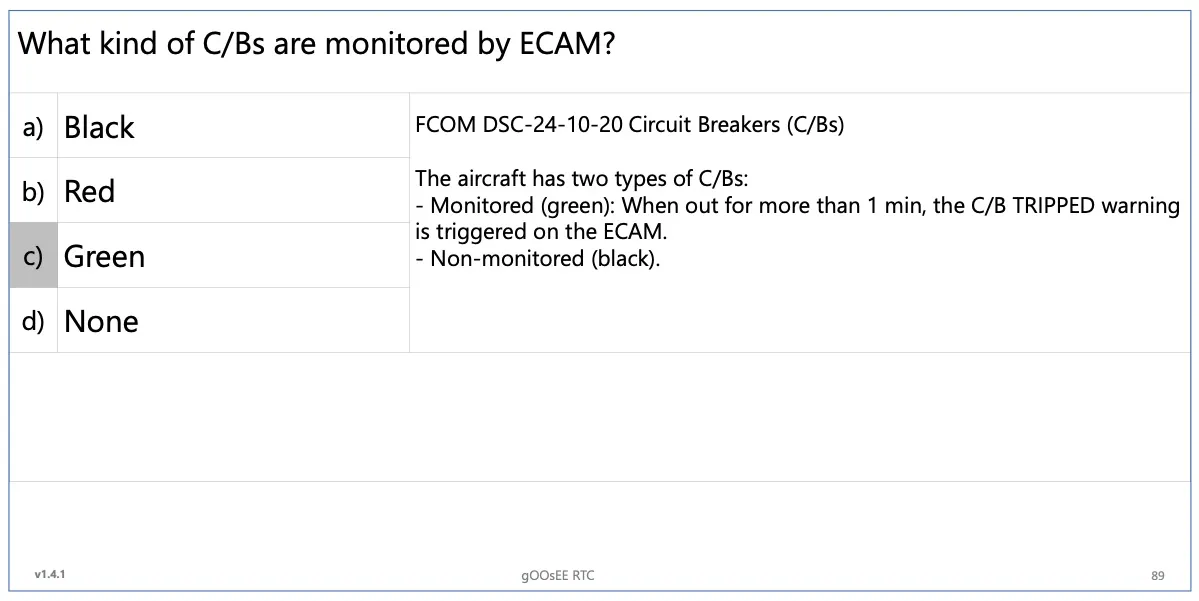 What kind of C/Bs are monitored by ECAM?
a) Black
b) Red
c) Green
d) None
FCOM DSC-24-10-20 Circuit Breakers (C/Bs)
The aircraft has two types of C/Bs:
- Monitored (green): When out for more than 1 min, the C/B TRIPPED warning
is triggered on the ECAM.
- Non-monitored (black).
v1.4.1
gOOsEE RTC
89